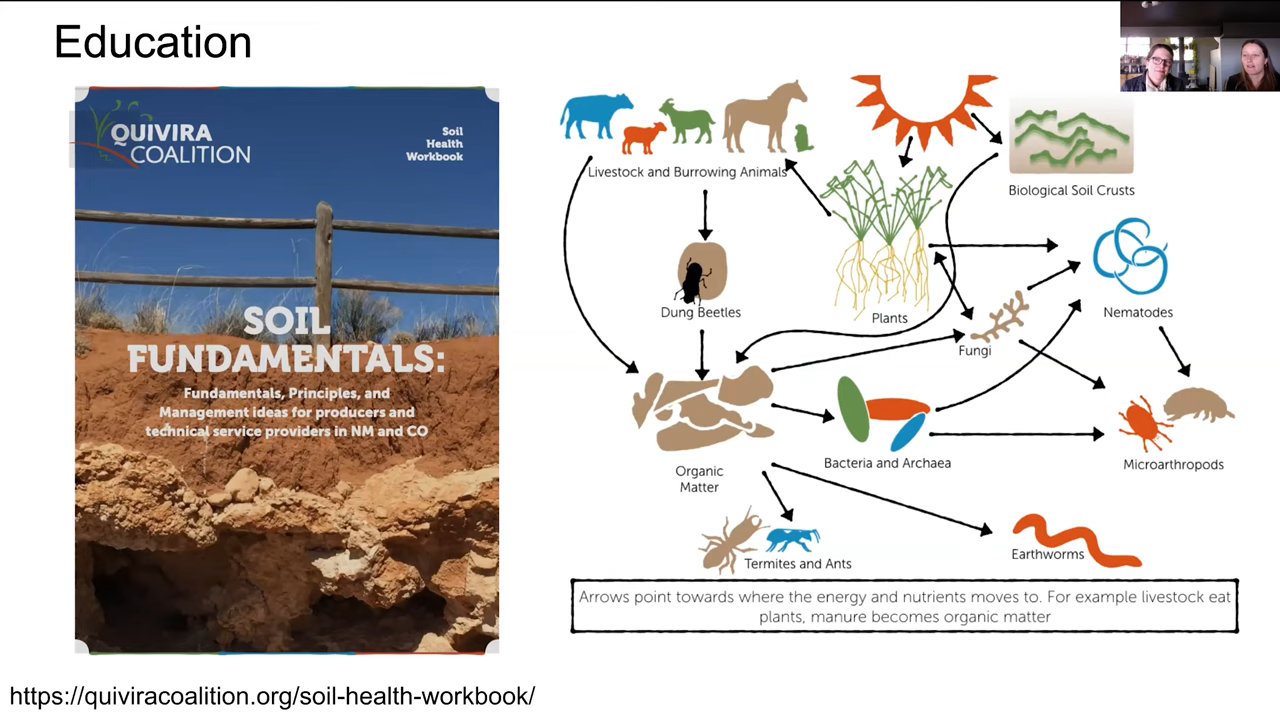 Education
QUIVIRA
COALITION
Soil
Health
Workbook
SOIL
FUNDAMENTALS:
Fundamentals, Principles, and
Management ideas for producers and
technical service providers in NM and CO
Livestock and Burrowing Animals
Biological Soil Crusts
Dung Beetles
Plants
Nematodes
Fungi
Organic
Matter
Bacteria and Archaea
Microarthropods
Termites and Ants
Earthworms
Arrows point towards where the energy and nutrients moves to. For example livestock eat
plants, manure becomes organic matter
https://quiviracoalition.org/soil-health-workbook/